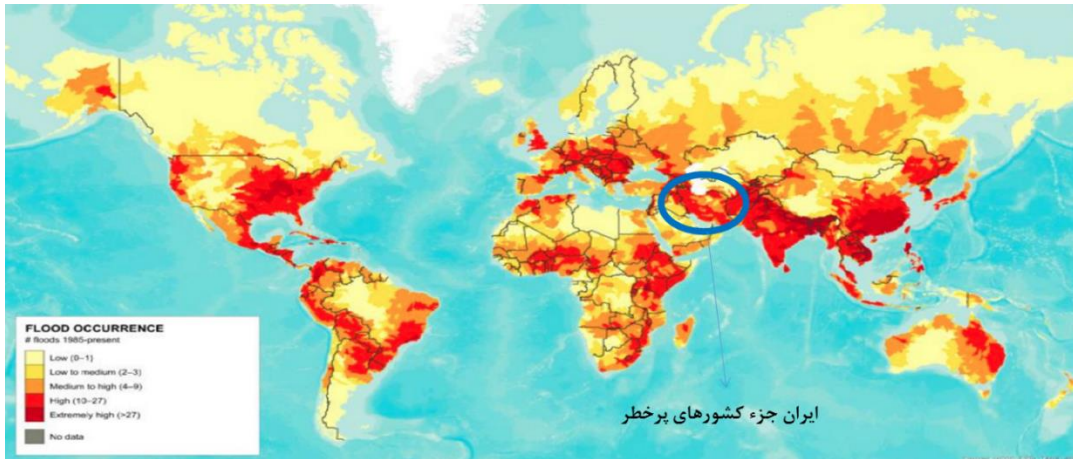 FLOOD OCCURRENCE
# floods 1985-present
Low (0–1)
Low to medium (2–3)
Medium to high (4–9)
High (10–27)
Extremely high (>27)
No data
ایران جزء کشورهای پرخطر